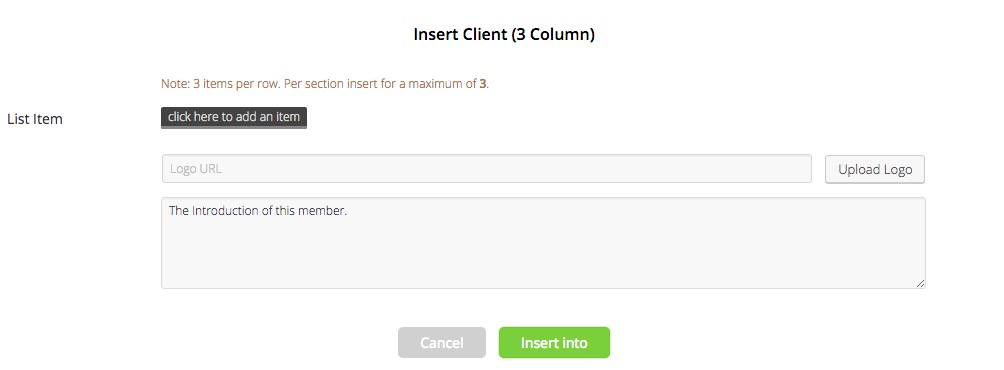 Insert Client (3 Column)
Note: 3 items per row. Per section insert for a maximum of 3.
List Item
click here to add an item
Logo URL
Upload Logo
The Introduction of this member.
Cancel
Insert into